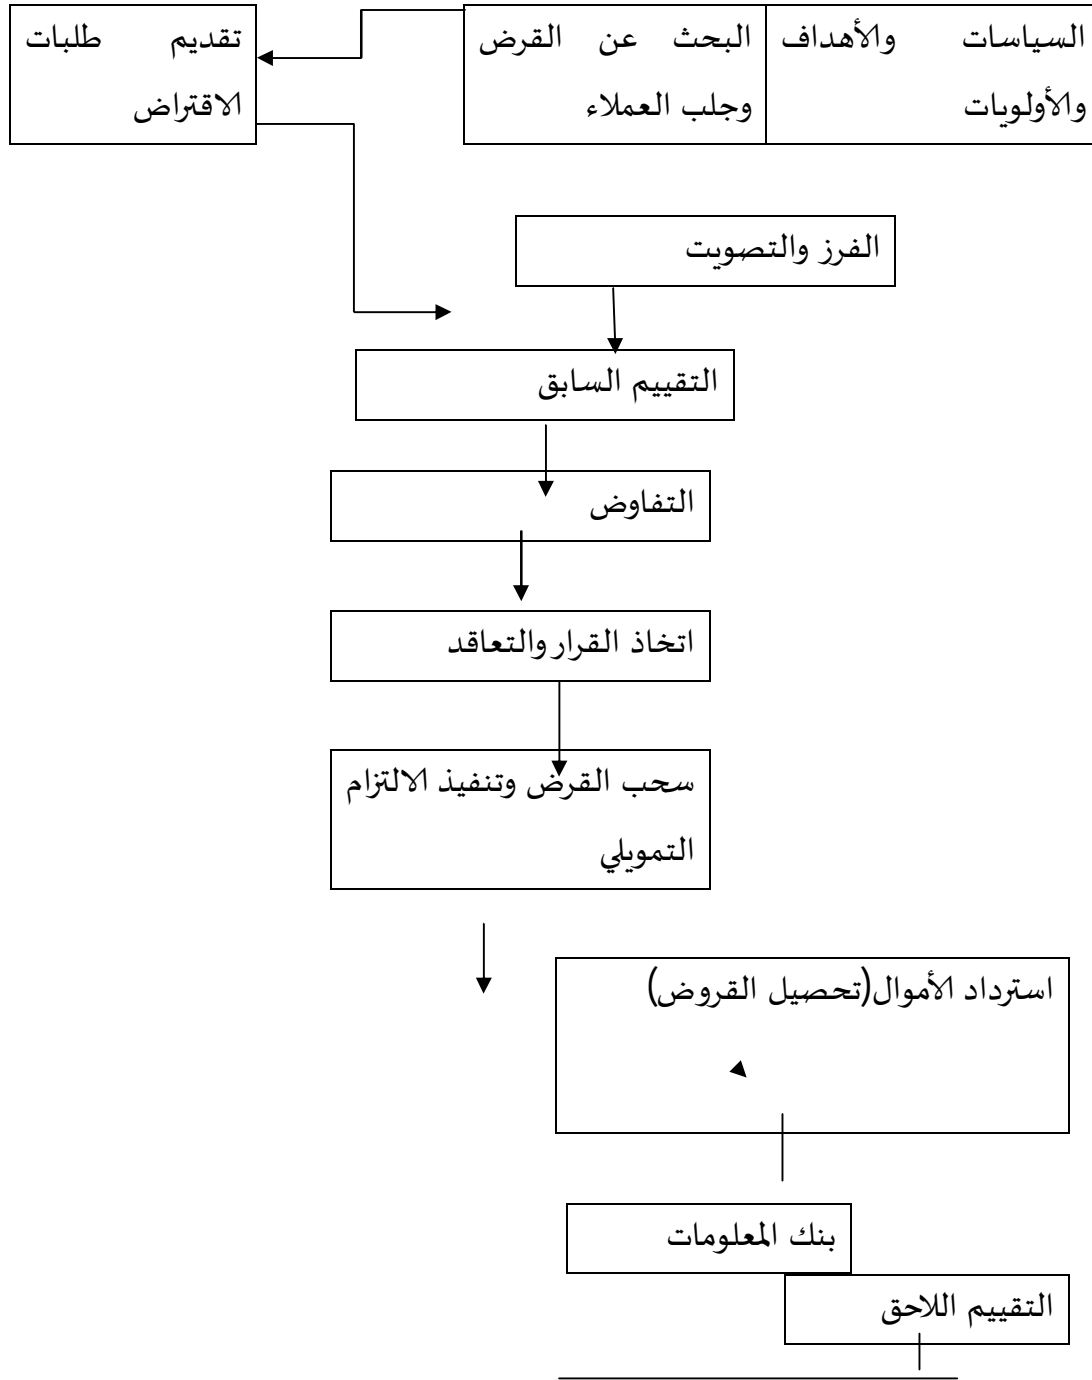 السياسات والأهداف
والأولويات
البحث عن القرض
وجلب العملاء
تقديم طلبات
الاقتراض
الفرز والتصويت
التقييم السابق
التفاوض
اتخاذ القرار والتعاقد
سحب القرض وتنفيذ الالتزام
التمويلي
استرداد الأموال(تحصيل القروض)
بنك المعلومات
التقييم اللاحق